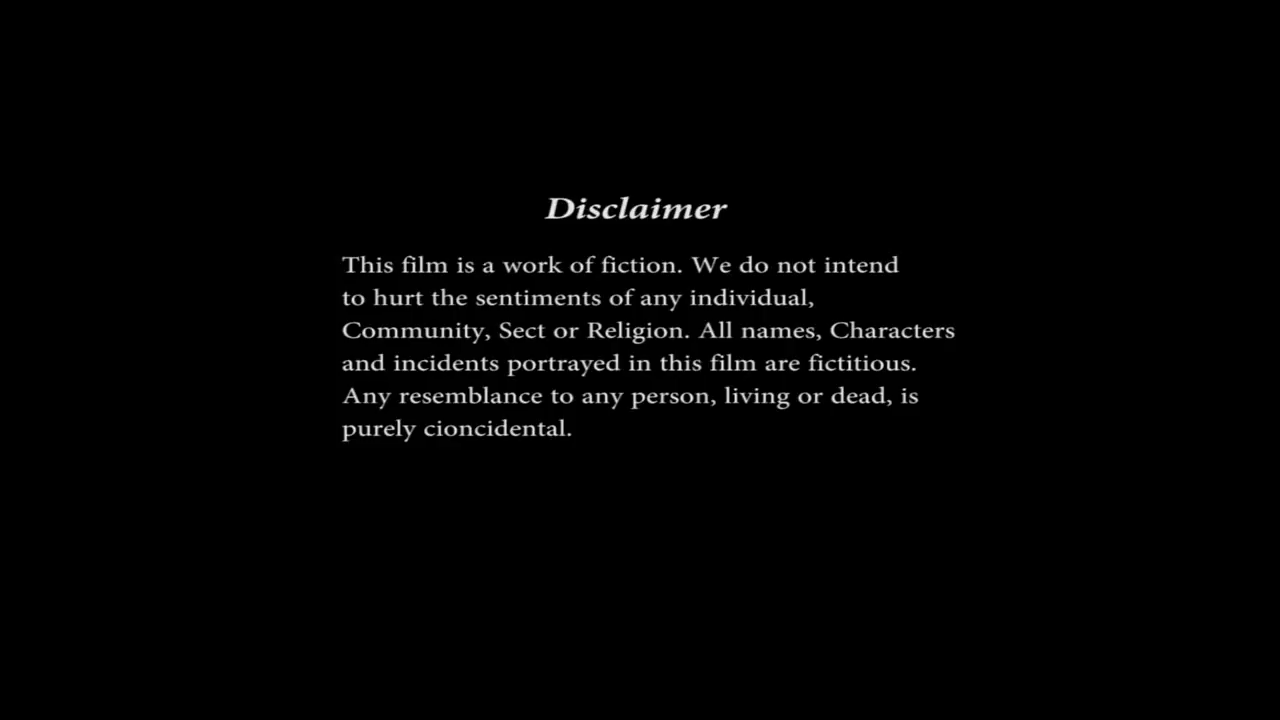 Disclaimer
This film is a work of fiction. We do not intend
to hurt the sentiments of any individual,
Community, Sect or Religion. All names, Characters
and incidents portrayed in this film are fictitious.
Any resemblance to any person, living or dead, is
purely cioncidental.